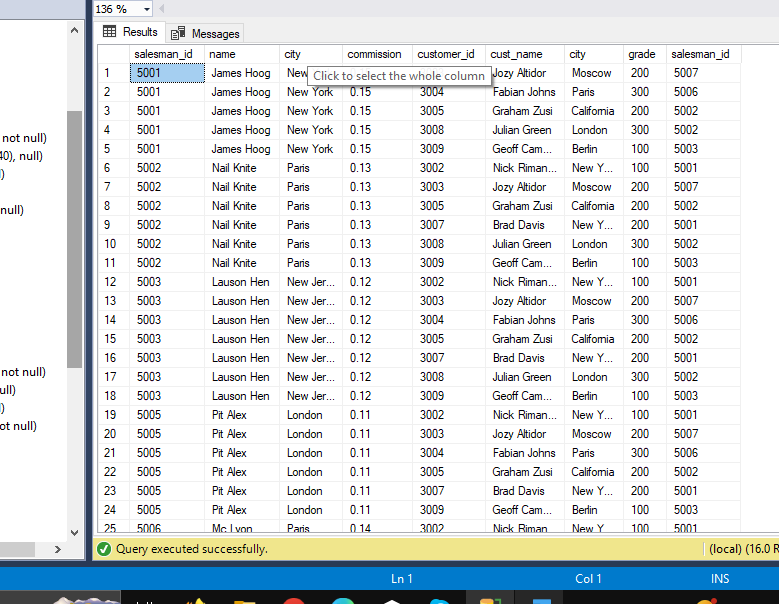 136 %
Results Messages
salesman_id name city commission customer_id cust_name city grade salesman_id
1 5001 James Hoog New Jozy Altidor Moscow 200 5007
Click to select the whole column
2 5001 James Hoog New York 0.15 3004 Fabian Johns Paris 300 5006
3 5001 James Hoog New York 0.15 3005 Graham Zusi California 200 5002
4 5001 James Hoog New York 0.15 3008 Julian Green London 300 5002
5 5001 James Hoog New York 0.15 3009 Geoff Cam... Berlin 100 5003
6 5002 Nail Knite Paris 0.13 3002 Nick Riman... New Y... 100 5001
7 5002 Nail Knite Paris 0.13 3003 Jozy Altidor Moscow 200 5007
8 5002 Nail Knite Paris 0.13 3005 Graham Zusi California 200 5002
9 5002 Nail Knite Paris 0.13 3007 Brad Davis New Y... 200 5001
10 5002 Nail Knite Paris 0.13 3008 Julian Green London 300 5002
11 5002 Nail Knite Paris 0.13 3009 Geoff Cam... Berlin 100 5003
12 5003 Lauson Hen New Jer... 0.12 3002 Nick Riman... New Y... 100 5001
13 5003 Lauson Hen New Jer... 0.12 3003 Jozy Altidor Moscow 200 5007
14 5003 Lauson Hen New Jer... 0.12 3004 Fabian Johns Paris 300 5006
15 5003 Lauson Hen New Jer... 0.12 3005 Graham Zusi California 200 5002
16 5003 Lauson Hen New Jer... 0.12 3007 Brad Davis New Y... 200 5001
17 5003 Lauson Hen New Jer... 0.12 3008 Julian Green London 300 5002
18 5003 Lauson Hen New Jer... 0.12 3009 Geoff Cam... Berlin 100 5003
19 5005 Pit Alex London 0.11 3002 Nick Riman... New Y... 100 5001
20 5005 Pit Alex London 0.11 3003 Jozy Altidor Moscow 200 5007
21 5005 Pit Alex London 0.11 3004 Fabian Johns Paris 300 5006
22 5005 Pit Alex London 0.11 3005 Graham Zusi California 200 5002
23 5005 Pit Alex London 0.11 3007 Brad Davis New Y... 200 5001
24 5005 Pit Alex London 0.11 3009 Geoff Cam... Berlin 100 5003
25 5006 Mc Lyon Paris 0.14 3002 Nick Riman New Y 100 5001
not null)
40), null)
)
null)
not null)
ull)
)
ot null)
Query executed successfully.
(local) (16.0 R
Ln 1 Col 1 INS